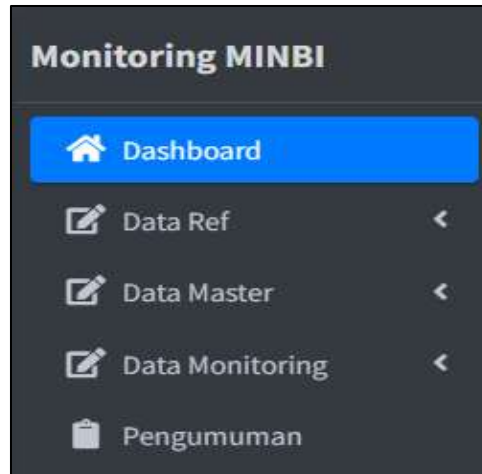 Monitoring MINBI
Dashboard
Data Ref
Data Master
Data Monitoring
Pengumuman